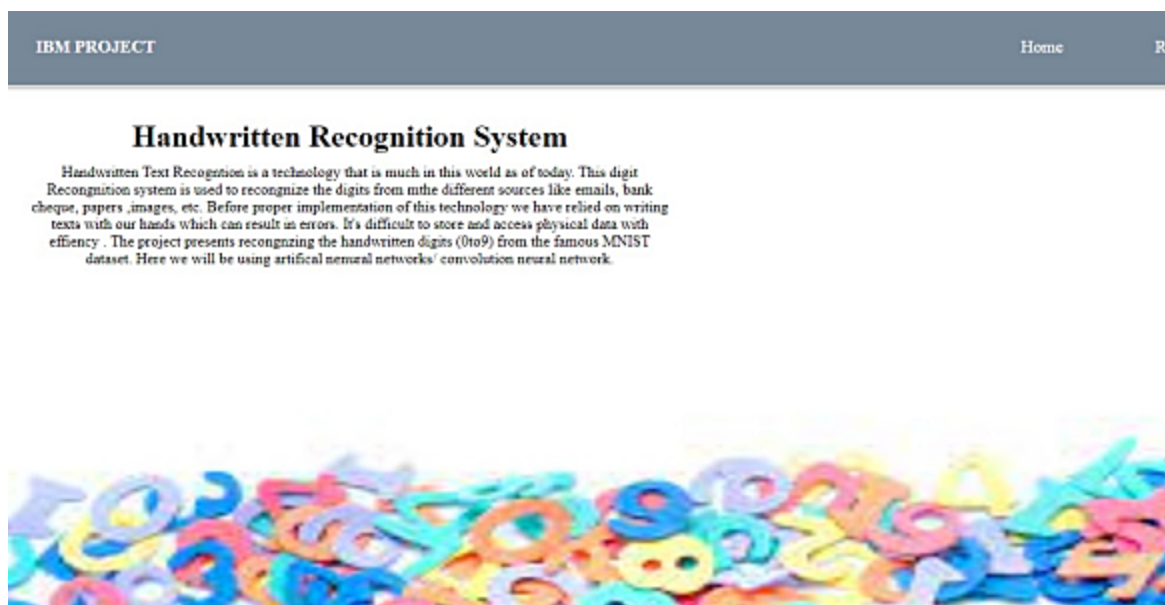 IBM PROJECT
Home
R
Handwritten Recognition System
Handwritten Text Recogntion is a technology that is much in this world as of today. This digit
Recongnition system is used to recongnize the digits from mthe different sources like emails, bank
cheque, papers ,images, etc. Before proper implementation of this technology we have relied on writing
texts with our hands which can result in errors. It's difficult to store and access physical data with
effiency . The project presents recongnzing the handwritten digits (0to9) from the famous MNIST
dataset. Here we will be using artifical nemural networks/ convolution neural network.